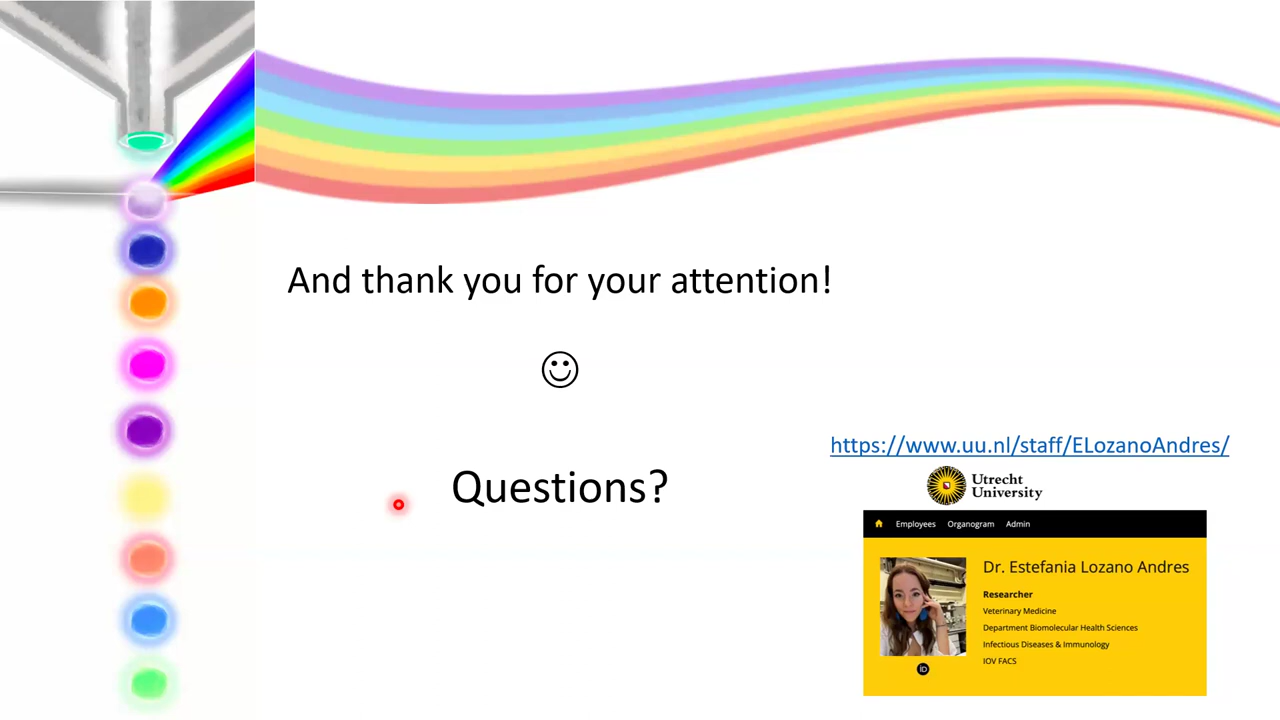 And thank you for your attention!
Questions?
https://www.uu.nl/staff/ELozanoAndres/
Utrecht
University
Employees Organogram Admin
Dr. Estefania Lozano Andres
Researcher
Veterinary Medicine
Department Biomolecular Health Sciences
Infectious Diseases & Immunology
IOV FACS
iD